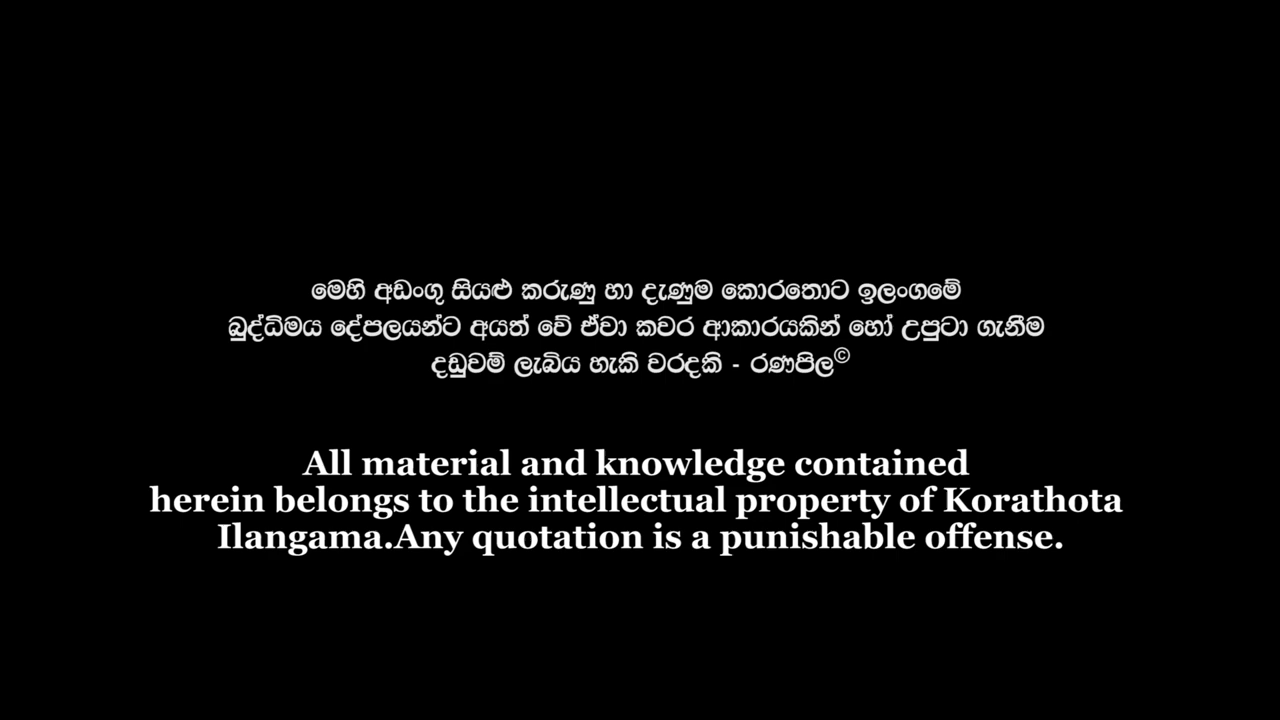 මෙහි අඩංගු සියළු කරුණු හා දැණුම කොරතොට ඉලංගමේ
බුද්ධිමය දේපලයන්ට අයත් වේ ඒවා කවර ආකාරයකින් හෝ උපුටා ගැනීම
දඩුවම් ලැබිය හැකි වරදකි - රණපිල©
All material and knowledge contained
herein belongs to the intellectual property of Korathota
Ilangama.Any quotation is a punishable offense.